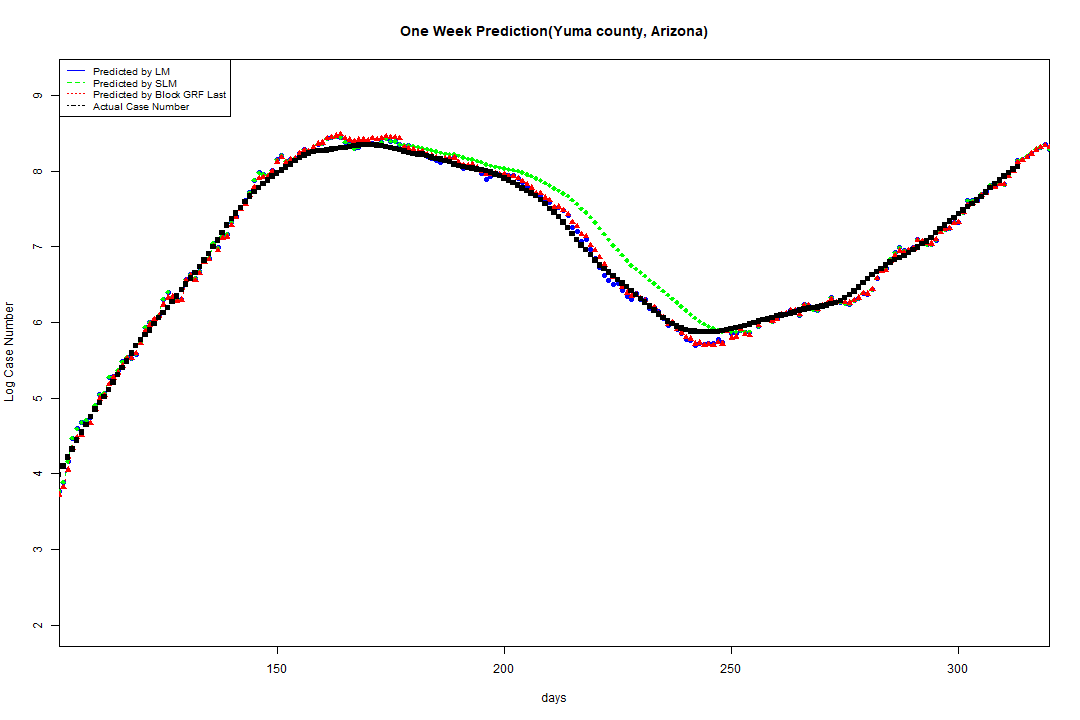 One Week Prediction(Yuma county, Arizona)
Predicted by LM
Predicted by SLM
Predicted by Block GRF Last
Actual Case Number
9
8
7
6
5
4
3
2
Log Case Number
150 200 250 300
days